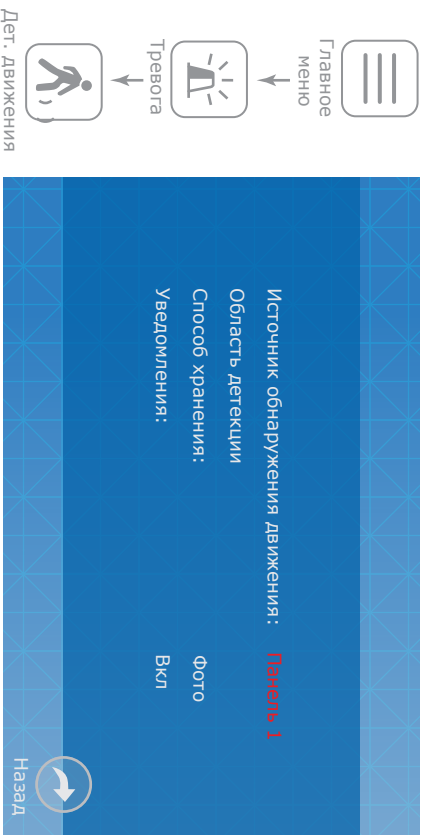 Главное
меню
Тревога
Дет. движения
Источник обнаружения движения: Панель 1
Область детекции
Способ хранения: Фото
Уведомления: Вкл
Назад